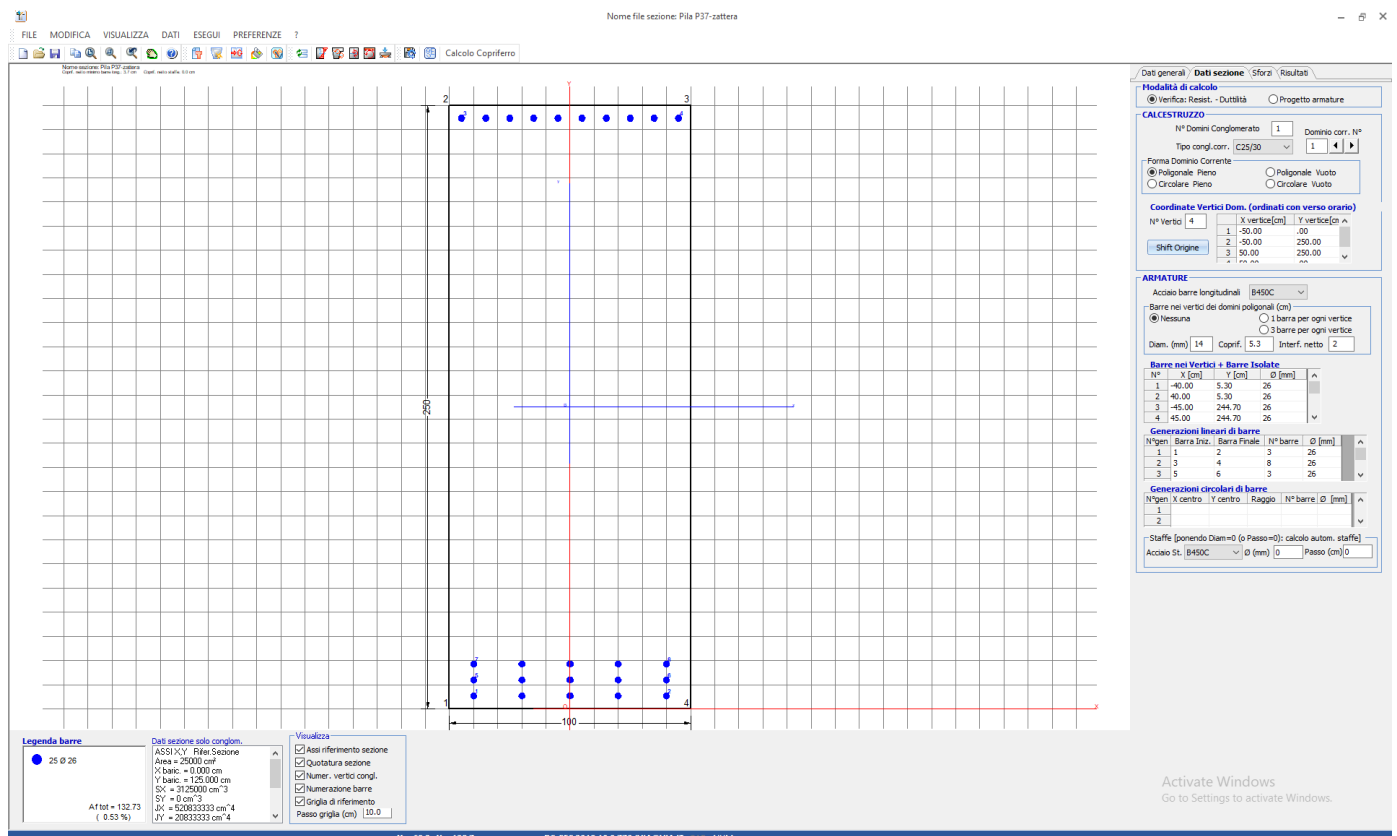 Nome file sezione: Pila P37-zattera
FILE MODIFICA VISUALIZZA DATI ESEGUI PREFERENZE ?
Calcolo Copriferro
Nome sezione: Pila P37-zattera
Y
2 3
3 4
250
7 8
5 6
1 2
1 O 4 X
100
Dati generali Dati sezione Sforzi Risultati
Modalità di calcolo
Verifica: Resist. - Duttilità Progetto armature
CALCESTRUZZO
N° Domini Conglomerato 1 Dominio corr. N°
Tipo congl.corr. C25/30 1
Forma Dominio Corrente
Poligonale Pieno Poligonale Vuoto
Circolare Pieno Circolare Vuoto
Coordinate Vertici Dom. (ordinati con verso orario)
N° Vertici 4 X vertice[cm] Y vertice[cm
1 -50.00 .00
2 -50.00 250.00
Shift Origine 3 50.00 250.00
4 50.00 .00
ARMATURE
Acciaio barre longitudinali B450C
Barre nei vertici dei domini poligonali (cm)
Nessuna 1 barra per ogni vertice
3 barre per ogni vertice
Diam. (mm) 14 Coprif. 5.3 Interf. netto 2
Barre nei Vertici + Barre Isolate
N° X [cm] Y [cm] Ø [mm]
1 -40.00 5.30 26
2 40.00 5.30 26
3 -45.00 244.70 26
4 45.00 244.70 26
Generazioni lineari di barre
N°gen Barra Iniz. Barra Finale N° barre Ø [mm]
1 1 2 3 26
2 3 4 8 26
3 5 6 3 26
Generazioni circolari di barre
N°gen X centro Y centro Raggio N° barre Ø [mm]
1
2
Staffe [ponendo Diam=0 (o Passo=0): calcolo autom. staffe]
Acciaio St. B450C Ø (mm) 0 Passo (cm) 0
Legenda barre
25 Ø 26
Af tot = 132.73
( 0.53 %)
Dati sezione solo conglom.
ASSI X,Y Rifer.Sezione
Area = 25000 cm²
X baric. = 0.000 cm
Y baric. = 125.000 cm
SX = 3125000 cm^3
SY = 0 cm^3
JX = 520833333 cm^4
JY = 20833333 cm^4
Visualizza
Assi riferimento sezione
Quotatura sezione
Numer. vertici congl.
Numerazione barre
Griglia di riferimento
Passo griglia (cm) 10.0
Activate Windows
Go to Settings to activate Windows.